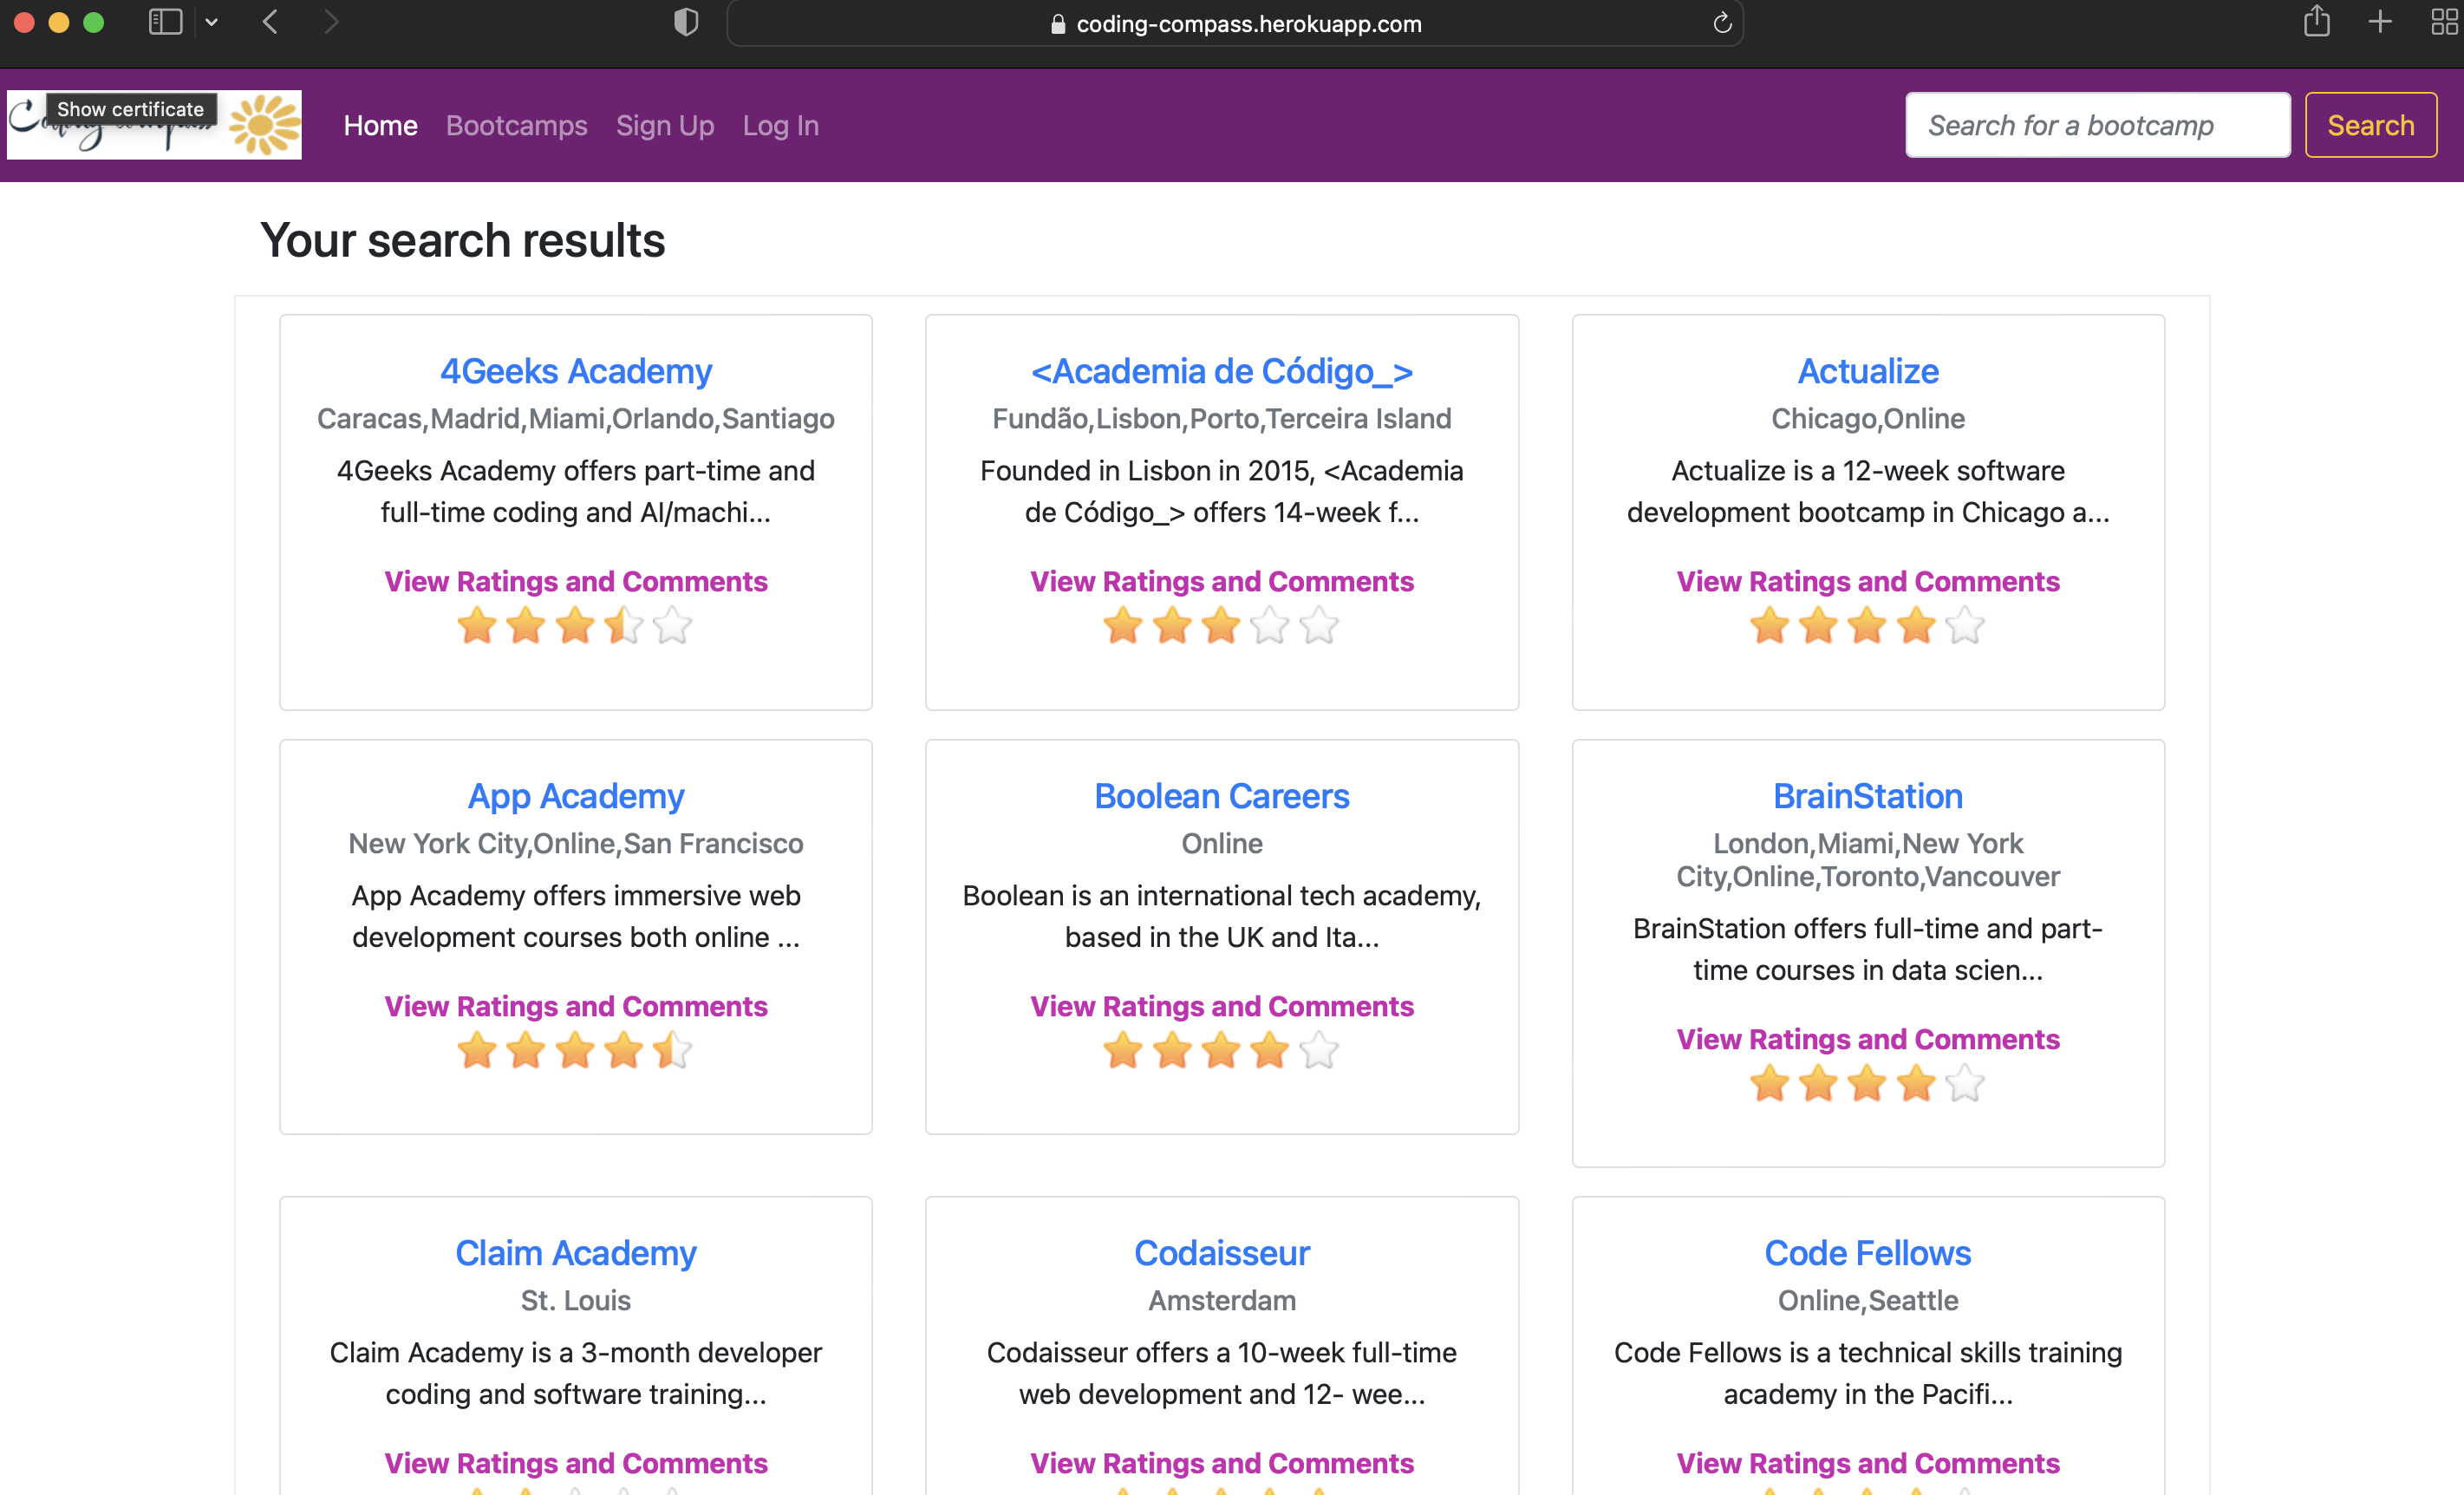 coding-compass.herokuapp.com
Show certificate
Home Bootcamps Sign Up Log In
Search for a bootcamp
Search
Your search results
4Geeks Academy
Caracas,Madrid,Miami,Orlando,Santiago
4Geeks Academy offers part-time and
full-time coding and AI/machi...
View Ratings and Comments
<Academia de Código_>
Fundão,Lisbon,Porto,Terceira Island
Founded in Lisbon in 2015, <Academia
de Código_> offers 14-week f...
View Ratings and Comments
Actualize
Chicago,Online
Actualize is a 12-week software
development bootcamp in Chicago a...
View Ratings and Comments
App Academy
New York City,Online,San Francisco
App Academy offers immersive web
development courses both online ...
View Ratings and Comments
Boolean Careers
Online
Boolean is an international tech academy,
based in the UK and Ita...
View Ratings and Comments
BrainStation
London,Miami,New York
City,Online,Toronto,Vancouver
BrainStation offers full-time and part-
time courses in data scien...
View Ratings and Comments
Claim Academy
St. Louis
Claim Academy is a 3-month developer
coding and software training...
View Ratings and Comments
Codaisseur
Amsterdam
Codaisseur offers a 10-week full-time
web development and 12- wee...
View Ratings and Comments
Code Fellows
Online,Seattle
Code Fellows is a technical skills training
academy in the Pacifi...
View Ratings and Comments